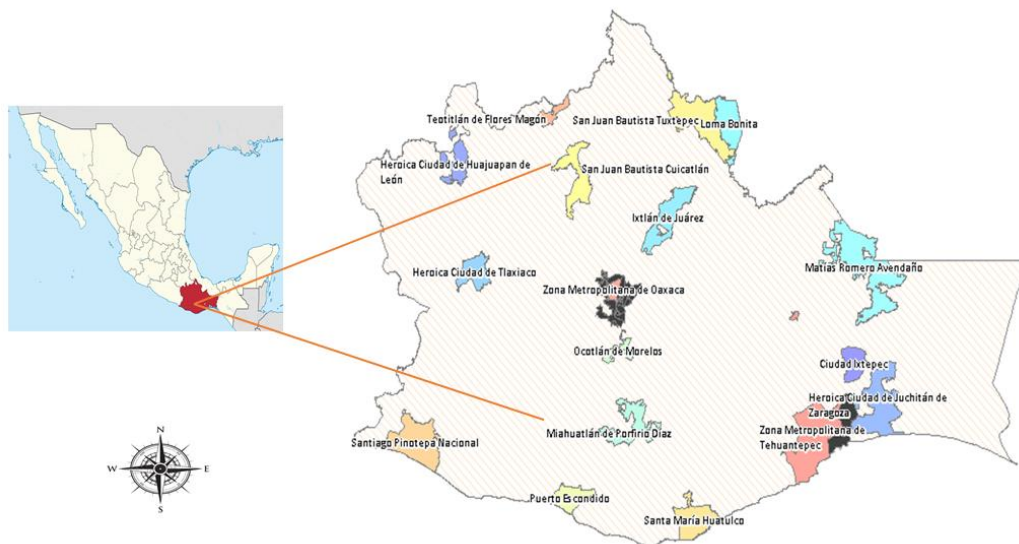 Teotitlán de Flores Magón
San Juan Bautista Tuxtepec
Loma Bonita
Heroica Ciudad de Huajuapan de
León
San Juan Bautista Cuicatlán
Ixtlán de Juárez
Heroica Ciudad de Tlaxiaco
Matías Romero Avendaño
Zona Metropolitana de Oaxaca
Ocotlán de Morelos
Ciudad Ixtepec
Heroica Ciudad de Juchitán de
Zaragoza
Zona Metropolitana de
Tehuantepec
Santiago Pinotepa Nacional
Miahuatlán de Porfirio Díaz
Puerto Escondido
Santa María Huatulco
N
W
E
S